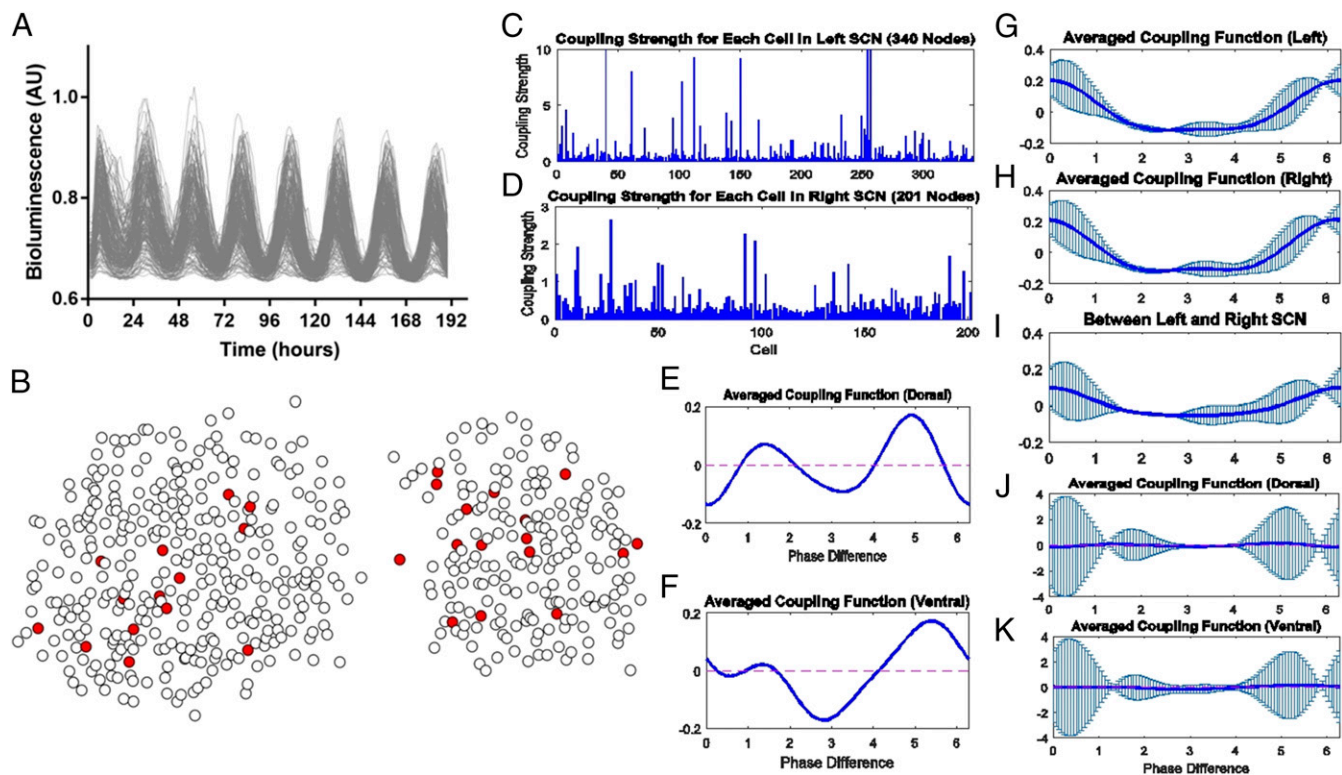 A
Bioluminescence (AU)
1.0
0.8
0.6
0 24 48 72 96 120 144 168 192
Time (hours)
B
C
Coupling Strength for Each Cell in Left SCN (340 Nodes)
Coupling Strength
10
5
0
0 50 100 150 200 250 300
D
Coupling Strength for Each Cell in Right SCN (201 Nodes)
Coupling Strength
3
2
1
0
0 50 100 150 200
Cell
E
Averaged Coupling Function (Dorsal)
0.2
0
-0.2
0 1 2 3 4 5 6
Phase Difference
F
Averaged Coupling Function (Ventral)
0.2
0
-0.2
0 1 2 3 4 5 6
Phase Difference
G
Averaged Coupling Function (Left)
0.4
0.2
0
-0.2
0 1 2 3 4 5 6
H
Averaged Coupling Function (Right)
0.4
0.2
0
-0.2
0 1 2 3 4 5 6
I
Between Left and Right SCN
0.4
0.2
0
-0.2
0 1 2 3 4 5 6
J
Averaged Coupling Function (Dorsal)
4
2
0
-2
-4
0 1 2 3 4 5 6
K
Averaged Coupling Function (Ventral)
4
2
0
-2
-4
0 1 2 3 4 5 6
Phase Difference